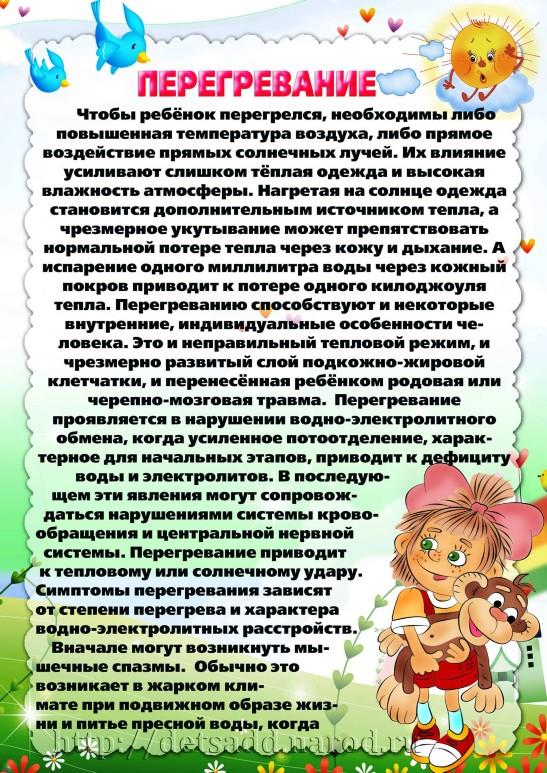 ПЕРЕГРЕВАНИЕ
Чтобы ребёнок перегрелся, необходимы либо
повышенная температура воздуха, либо прямое
воздействие прямых солнечных лучей. Их влияние
усиливают слишком тёплая одежда и высокая
влажность атмосферы. Нагретая на солнце одежда
становится дополнительным источником тепла, а
чрезмерное укутывание может препятствовать
нормальной потере тепла через кожу и дыхание. А
испарение одного миллилитра воды через кожный
покров приводит к потере одного килоджоуля
тепла. Перегреванию способствуют и некоторые
внутренние, индивидуальные особенности че-
ловека. Это и неправильный тепловой режим, и
чрезмерно развитый слой подкожно-жировой
клетчатки, и перенесённая ребёнком родовая или
черепно-мозговая травма. Перегревание
проявляется в нарушении водно-электролитного
обмена, когда усиленное потоотделение, харак-
терное для начальных этапов, приводит к дефициту
воды и электролитов. В последую-
щем эти явления могут сопровож-
даться нарушениями системы крово-
обращения и центральной нервной
системы. Перегревание приводит
к тепловому или солнечному удару.
Симптомы перегревания зависят
от степени перегрева и характера
водно-электролитных расстройств.
Вначале могут возникнуть мы-
шечные спазмы. Обычно это
возникает в жарком кли-
мате при подвижном образе жиз-
ни и питье пресной воды, когда
http://detsadd.narod.ru